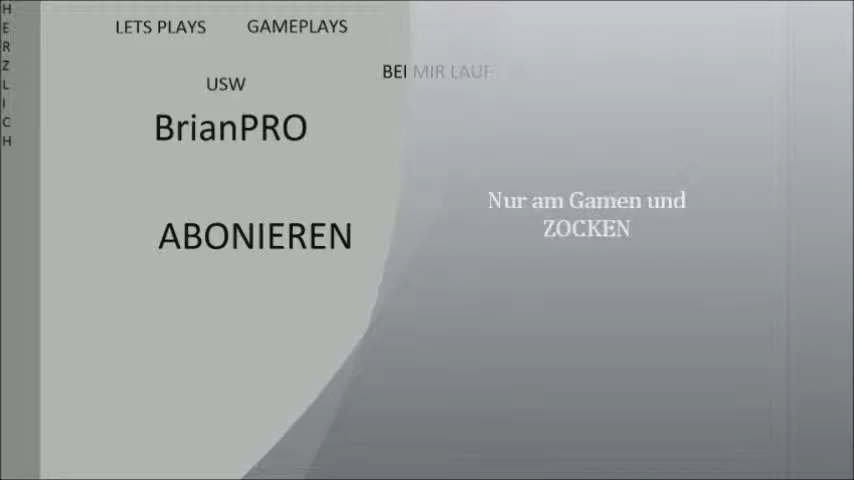 HERZLICH
LETS PLAYS
GAMEPLAYS
BEI MIR LAUF
USW
BrianPRO
Nur am Gamen und
ZOCKEN
ABONIEREN